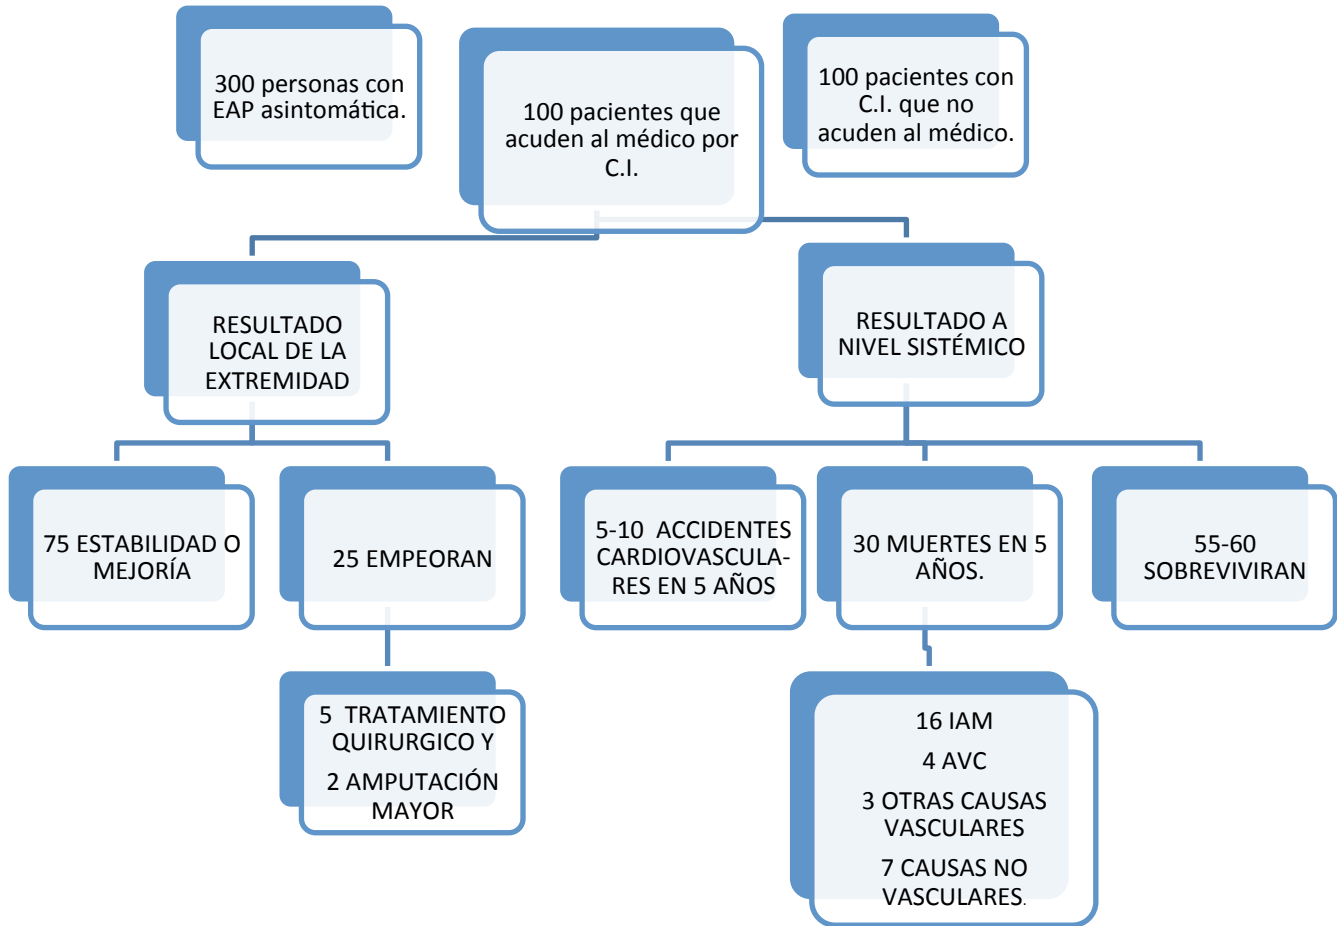 300 personas con
EAP asintomática.
100 pacientes que
acuden al médico por
C.I.
100 pacientes con
C.I. que no
acuden al médico.
RESULTADO
LOCAL DE LA
EXTREMIDAD
RESULTADO A
NIVEL SISTÉMICO
75 ESTABILIDAD O
MEJORÍA
25 EMPEORAN
5-10 ACCIDENTES
CARDIOVASCULA-
RES EN 5 AÑOS
30 MUERTES EN 5
AÑOS.
55-60
SOBREVIVIRAN
5 TRATAMIENTO
QUIRURGICO Y
2 AMPUTACIÓN
MAYOR
16 IAM
4 AVC
3 OTRAS CAUSAS
VASCULARES
7 CAUSAS NO
VASCULARES.